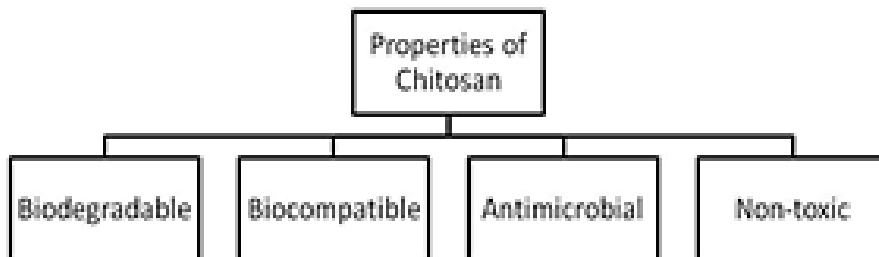 Properties of
Chitosan
Biodegradable
Biocompatible
Antimicrobial
Non-toxic